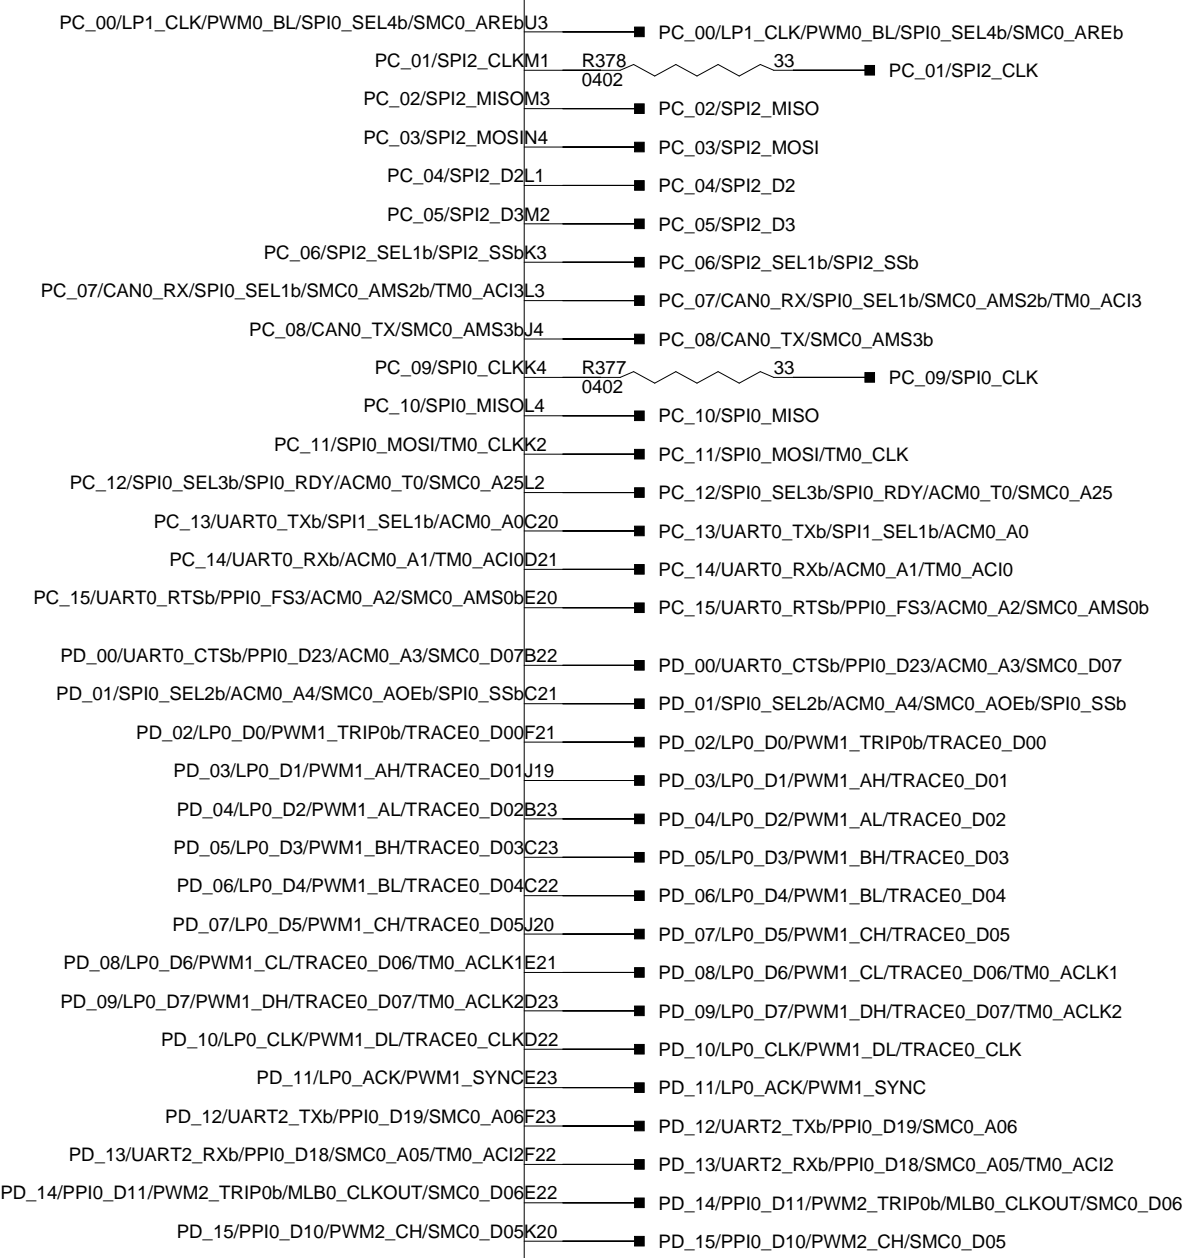 PC_00/LP1_CLK/PWM0_BL/SPI0_SEL4b/SMC0_AREb U3 PC_00/LP1_CLK/PWM0_BL/SPI0_SEL4b/SMC0_AREb
PC_01/SPI2_CLK M1 R378 0402 33 PC_01/SPI2_CLK
PC_02/SPI2_MISO M3 PC_02/SPI2_MISO
PC_03/SPI2_MOSI N4 PC_03/SPI2_MOSI
PC_04/SPI2_D2 L1 PC_04/SPI2_D2
PC_05/SPI2_D3 M2 PC_05/SPI2_D3
PC_06/SPI2_SEL1b/SPI2_SSb K3 PC_06/SPI2_SEL1b/SPI2_SSb
PC_07/CAN0_RX/SPI0_SEL1b/SMC0_AMS2b/TM0_ACI3 L3 PC_07/CAN0_RX/SPI0_SEL1b/SMC0_AMS2b/TM0_ACI3
PC_08/CAN0_TX/SMC0_AMS3b J4 PC_08/CAN0_TX/SMC0_AMS3b
PC_09/SPI0_CLK K4 R377 0402 33 PC_09/SPI0_CLK
PC_10/SPI0_MISO L4 PC_10/SPI0_MISO
PC_11/SPI0_MOSI/TM0_CLK K2 PC_11/SPI0_MOSI/TM0_CLK
PC_12/SPI0_SEL3b/SPI0_RDY/ACM0_T0/SMC0_A25 L2 PC_12/SPI0_SEL3b/SPI0_RDY/ACM0_T0/SMC0_A25
PC_13/UART0_TXb/SPI1_SEL1b/ACM0_A0 C20 PC_13/UART0_TXb/SPI1_SEL1b/ACM0_A0
PC_14/UART0_RXb/ACM0_A1/TM0_ACI0 D21 PC_14/UART0_RXb/ACM0_A1/TM0_ACI0
PC_15/UART0_RTSb/PPI0_FS3/ACM0_A2/SMC0_AMS0b E20 PC_15/UART0_RTSb/PPI0_FS3/ACM0_A2/SMC0_AMS0b
PD_00/UART0_CTSb/PPI0_D23/ACM0_A3/SMC0_D07 B22 PD_00/UART0_CTSb/PPI0_D23/ACM0_A3/SMC0_D07
PD_01/SPI0_SEL2b/ACM0_A4/SMC0_AOEb/SPI0_SSb C21 PD_01/SPI0_SEL2b/ACM0_A4/SMC0_AOEb/SPI0_SSb
PD_02/LP0_D0/PWM1_TRIP0b/TRACE0_D00 F21 PD_02/LP0_D0/PWM1_TRIP0b/TRACE0_D00
PD_03/LP0_D1/PWM1_AH/TRACE0_D01 J19 PD_03/LP0_D1/PWM1_AH/TRACE0_D01
PD_04/LP0_D2/PWM1_AL/TRACE0_D02 B23 PD_04/LP0_D2/PWM1_AL/TRACE0_D02
PD_05/LP0_D3/PWM1_BH/TRACE0_D03 C23 PD_05/LP0_D3/PWM1_BH/TRACE0_D03
PD_06/LP0_D4/PWM1_BL/TRACE0_D04 C22 PD_06/LP0_D4/PWM1_BL/TRACE0_D04
PD_07/LP0_D5/PWM1_CH/TRACE0_D05 J20 PD_07/LP0_D5/PWM1_CH/TRACE0_D05
PD_08/LP0_D6/PWM1_CL/TRACE0_D06/TM0_ACLK1 E21 PD_08/LP0_D6/PWM1_CL/TRACE0_D06/TM0_ACLK1
PD_09/LP0_D7/PWM1_DH/TRACE0_D07/TM0_ACLK2 D23 PD_09/LP0_D7/PWM1_DH/TRACE0_D07/TM0_ACLK2
PD_10/LP0_CLK/PWM1_DL/TRACE0_CLK D22 PD_10/LP0_CLK/PWM1_DL/TRACE0_CLK
PD_11/LP0_ACK/PWM1_SYNC E23 PD_11/LP0_ACK/PWM1_SYNC
PD_12/UART2_TXb/PPI0_D19/SMC0_A06 F23 PD_12/UART2_TXb/PPI0_D19/SMC0_A06
PD_13/UART2_RXb/PPI0_D18/SMC0_A05/TM0_ACI2 F22 PD_13/UART2_RXb/PPI0_D18/SMC0_A05/TM0_ACI2
PD_14/PPI0_D11/PWM2_TRIP0b/MLB0_CLKOUT/SMC0_D06 E22 PD_14/PPI0_D11/PWM2_TRIP0b/MLB0_CLKOUT/SMC0_D06
PD_15/PPI0_D10/PWM2_CH/SMC0_D05 K20 PD_15/PPI0_D10/PWM2_CH/SMC0_D05